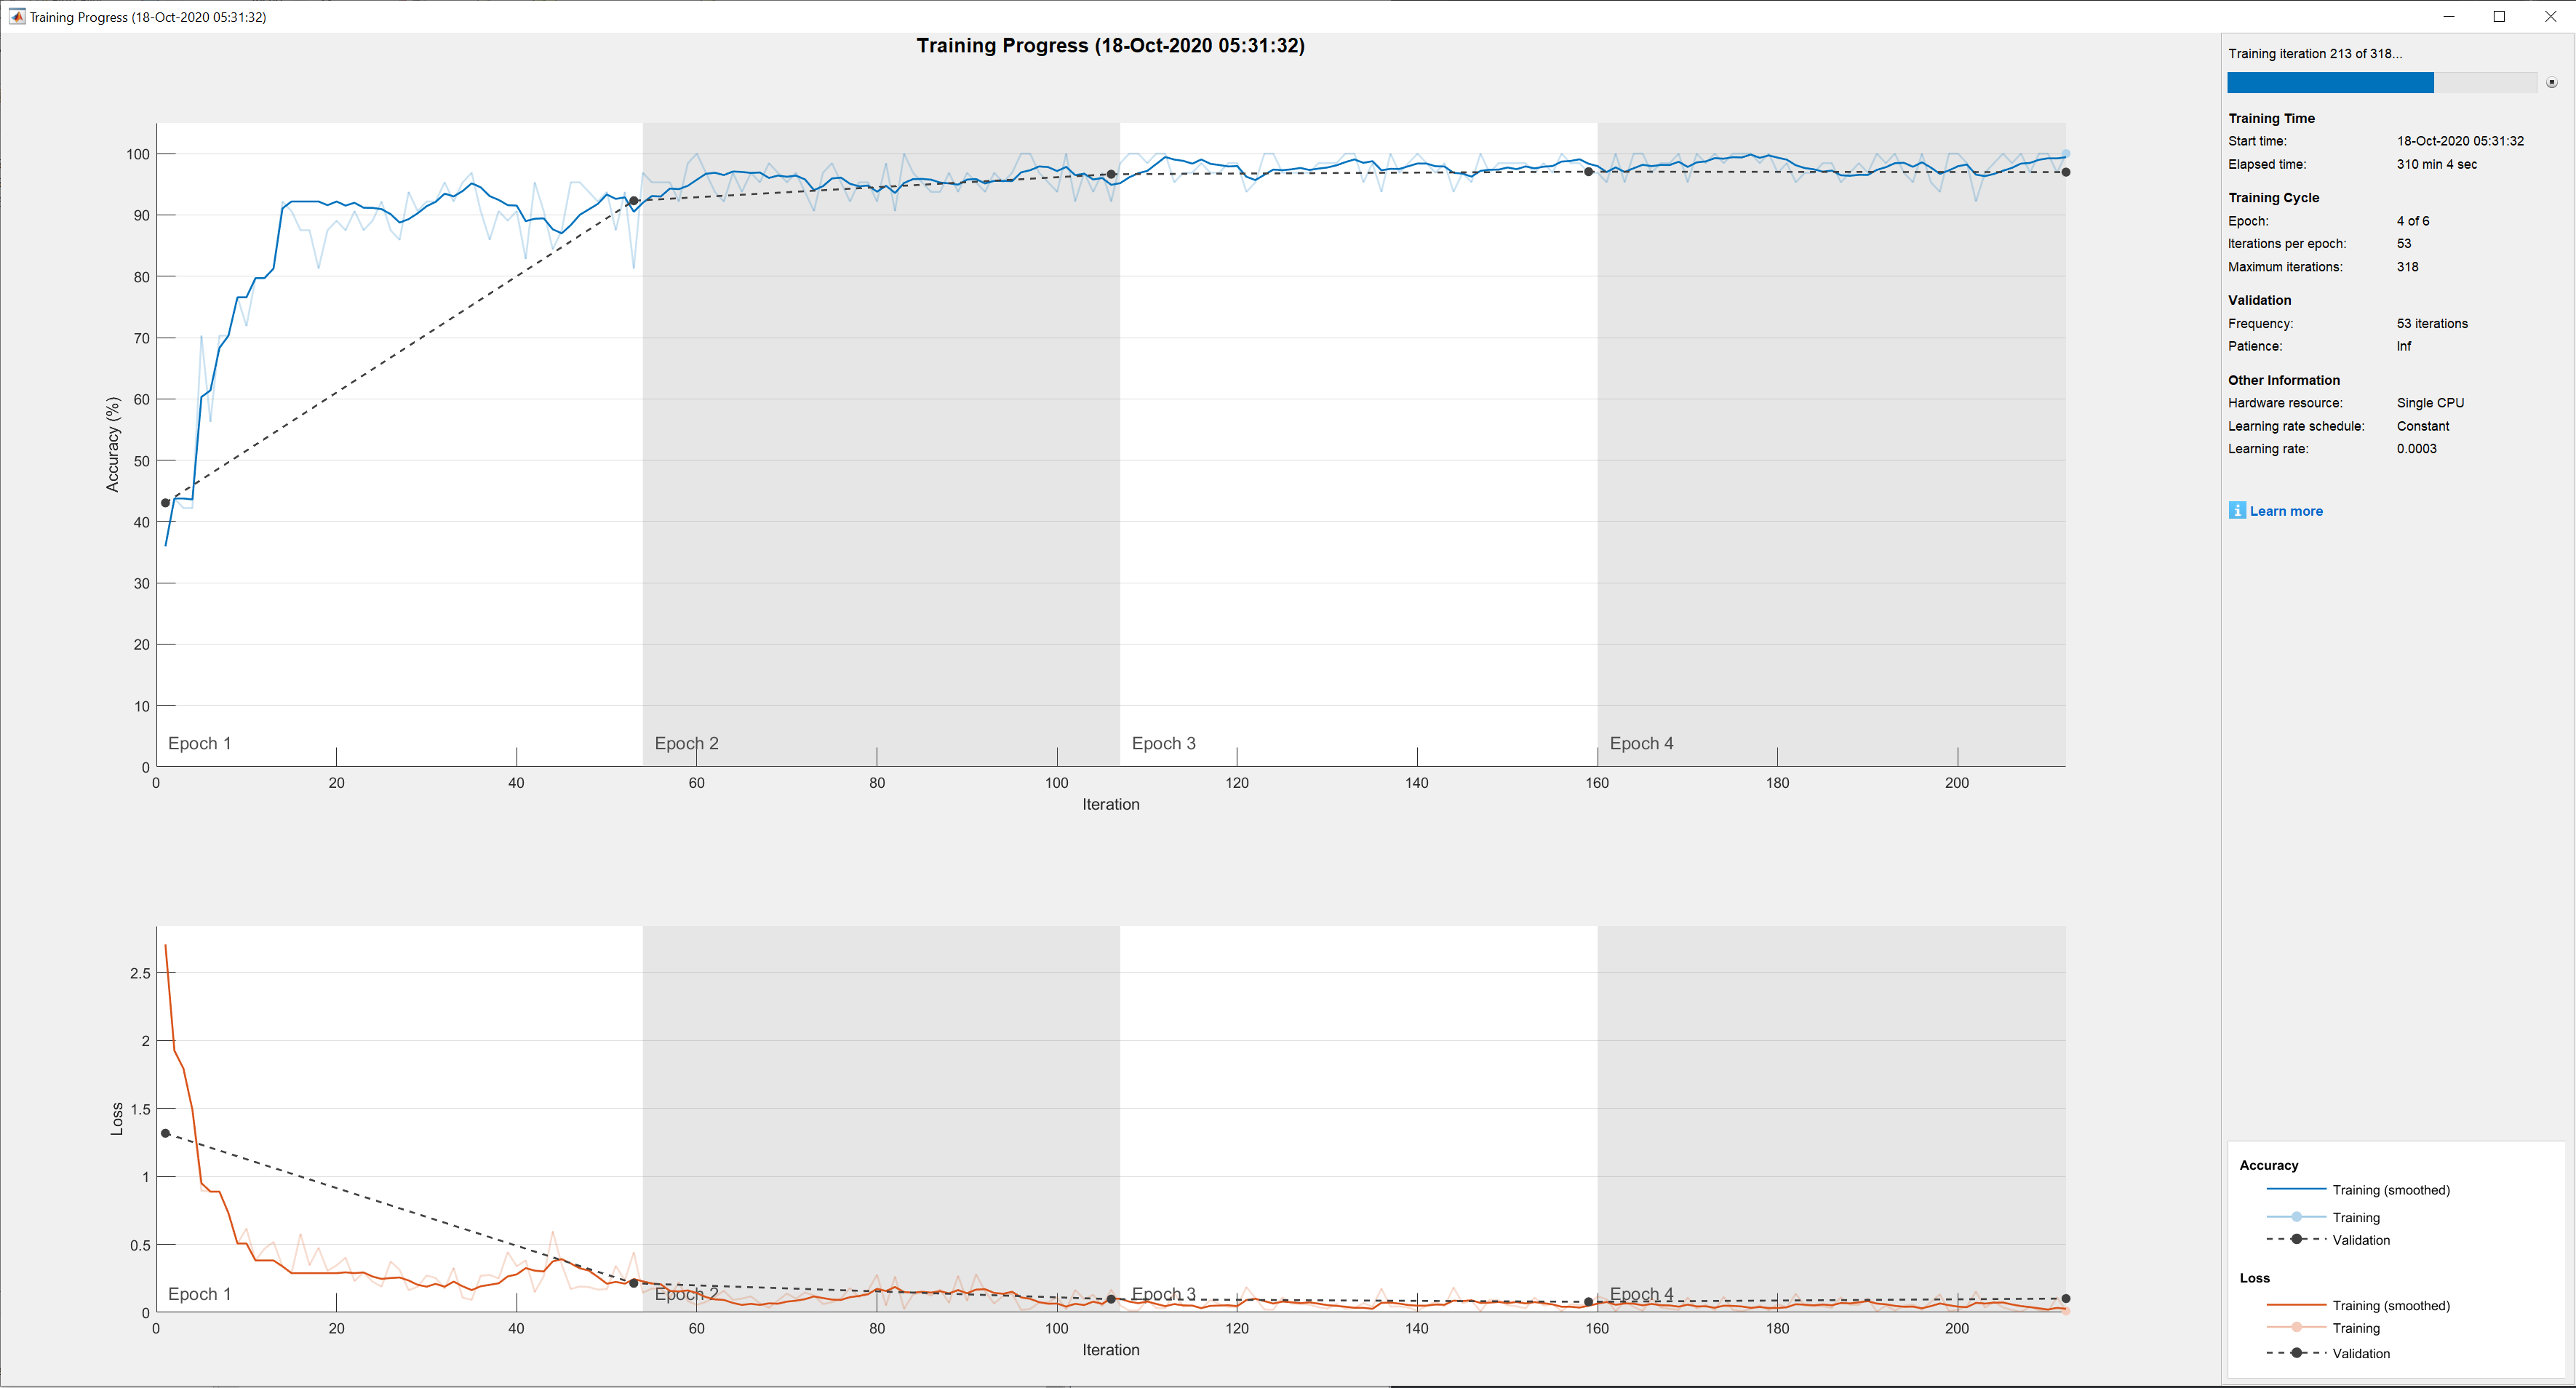 Training Progress (18-Oct-2020 05:31:32)
Training Progress (18-Oct-2020 05:31:32)
100
90
80
70
60
50
40
30
20
10
0
Accuracy (%)
Epoch 1
Epoch 2
Epoch 3
Epoch 4
0 20 40 60 80 100 120 140 160 180 200
Iteration
2.5
2
1.5
1
0.5
0
Loss
Epoch 1
Epoch 2
Epoch 3
Epoch 4
0 20 40 60 80 100 120 140 160 180 200
Iteration
Training iteration 213 of 318...
Training Time
Start time: 18-Oct-2020 05:31:32
Elapsed time: 310 min 4 sec
Training Cycle
Epoch: 4 of 6
Iterations per epoch: 53
Maximum iterations: 318
Validation
Frequency: 53 iterations
Patience: Inf
Other Information
Hardware resource: Single CPU
Learning rate schedule: Constant
Learning rate: 0.0003
i Learn more
Accuracy
Training (smoothed)
Training
Validation
Loss
Training (smoothed)
Training
Validation